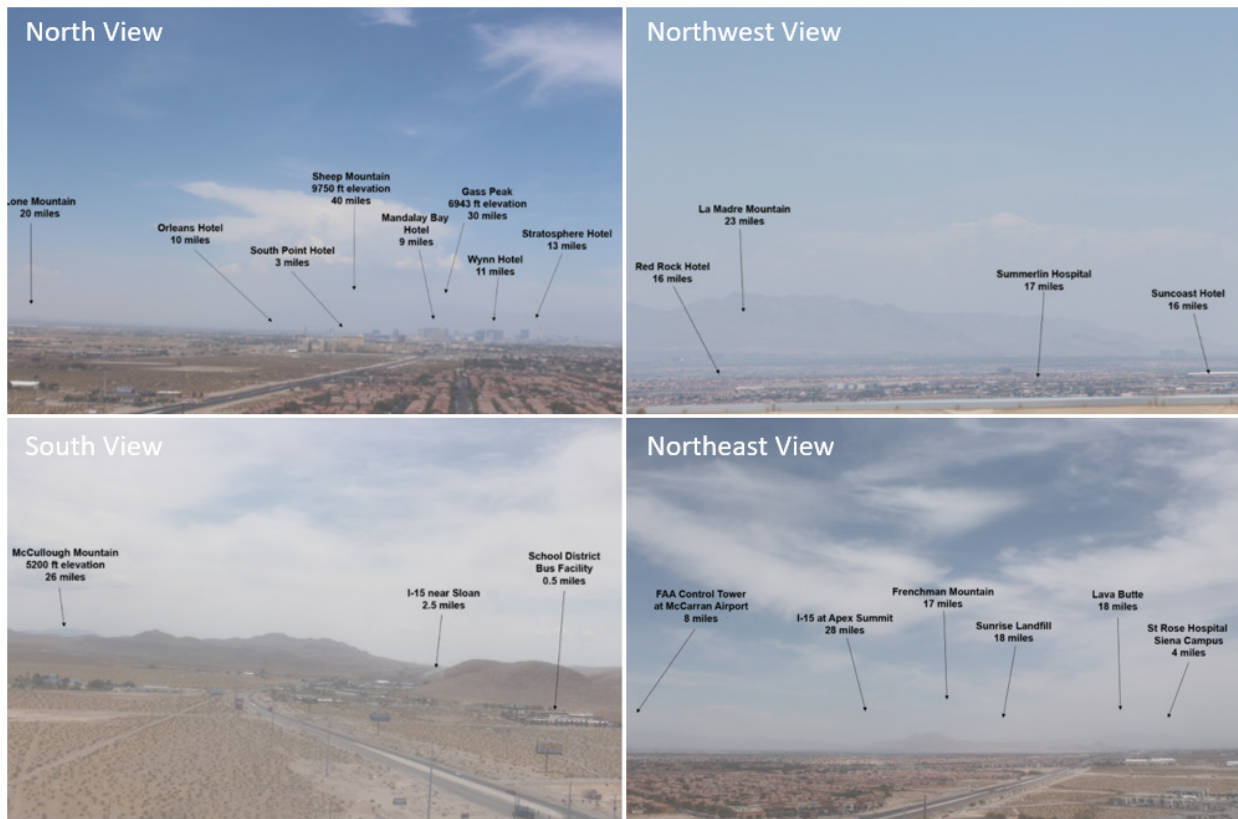 North View
Sheep Mountain
9750 ft elevation
40 miles
Gass Peak
6943 ft elevation
30 miles
Lone Mountain
20 miles
Mandalay Bay
Hotel
9 miles
Orleans Hotel
10 miles
Stratosphere Hotel
13 miles
South Point Hotel
3 miles
Wynn Hotel
11 miles
Northwest View
La Madre Mountain
23 miles
Red Rock Hotel
16 miles
Summerlin Hospital
17 miles
Suncoast Hotel
16 miles
South View
McCullough Mountain
5200 ft elevation
26 miles
I-15 near Sloan
2.5 miles
School District
Bus Facility
0.5 miles
Northeast View
FAA Control Tower
at McCarran Airport
8 miles
I-15 at Apex Summit
28 miles
Frenchman Mountain
17 miles
Sunrise Landfill
18 miles
Lava Butte
18 miles
St Rose Hospital
Siena Campus
4 miles